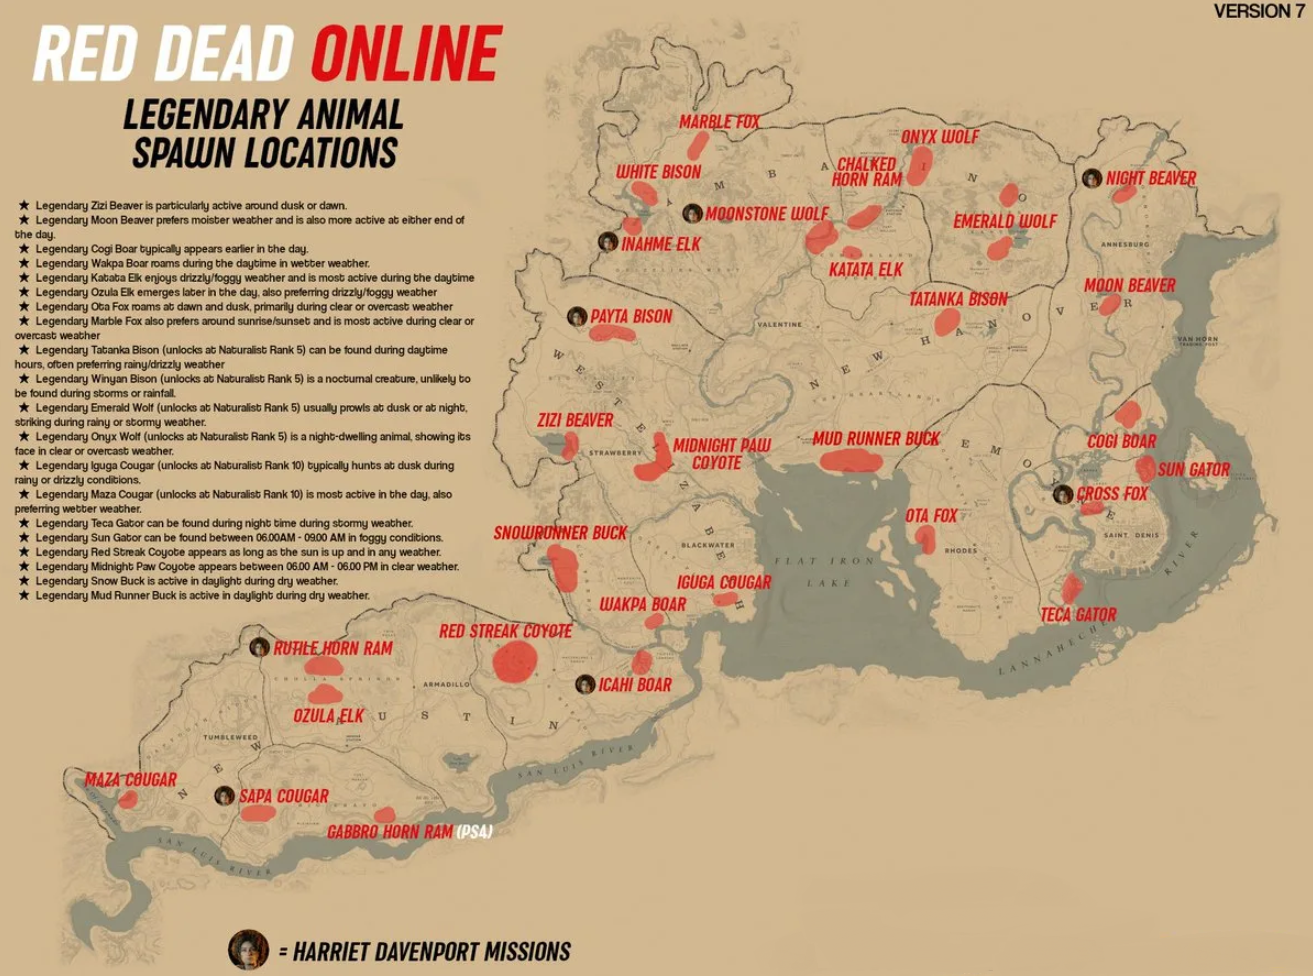 VERSION 7
RED DEAD ONLINE
LEGENDARY ANIMAL
SPAWN LOCATIONS
★ Legendary Zizi Beaver is particularly active around dusk or dawn.
★ Legendary Moon Beaver prefers moister weather and is also more active at either end of
the day.
★ Legendary Cogi Boar typically appears earlier in the day.
★ Legendary Wakpa Boar roams during the daytime in wetter weather.
★ Legendary Katata Elk enjoys drizzly/foggy weather and is most active during the daytime
★ Legendary Ozula Elk emerges later in the day, also preferring drizzly/foggy weather
★ Legendary Ota Fox roams at dawn and dusk, primarily during clear or overcast weather
★ Legendary Marble Fox also prefers around sunrise/sunset and is most active during clear or
overcast weather
★ Legendary Tatanka Bison (unlocks at Naturalist Rank 5) can be found during daytime
hours, often preferring rainy/drizzly weather
★ Legendary Winyan Bison (unlocks at Naturalist Rank 5) is a nocturnal creature, unlikely to
be found during storms or rainfall.
★ Legendary Emerald Wolf (unlocks at Naturalist Rank 5) usually prowls at dusk or at night,
striking during rainy or stormy weather.
★ Legendary Onyx Wolf (unlocks at Naturalist Rank 5) is a night-dwelling animal, showing its
face in clear or overcast weather.
★ Legendary Iguga Cougar (unlocks at Naturalist Rank 10) typically hunts at dusk during
rainy or drizzly conditions.
★ Legendary Maza Cougar (unlocks at Naturalist Rank 10) is most active in the day, also
preferring wetter weather.
★ Legendary Teca Gator can be found during night time during stormy weather.
★ Legendary Sun Gator can be found between 06.00AM - 09.00 AM in foggy conditions.
★ Legendary Red Streak Coyote appears as long as the sun is up and in any weather.
★ Legendary Midnight Paw Coyote appears between 06.00 AM - 06.00 PM in clear weather.
★ Legendary Snow Buck is active in daylight during dry weather.
★ Legendary Mud Runner Buck is active in daylight during dry weather.
MARBLE FOX
ONYX WOLF
CHALKED
HORN RAM
WHITE BISON
NIGHT BEAVER
AMBARINO
MOONSTONE WOLF
EMERALD WOLF
INAHME ELK
ANNESBURG
KATATA ELK
MOON BEAVER
TATANKA BISON
PAYTA BISON
VALENTINE
NEW HANOVER
VAN HORN
TRADING POST
WEST ELIZABETH
THE HEARTLANDS
ZIZI BEAVER
STRAWBERRY
MIDNIGHT PAW
COYOTE
MUD RUNNER BUCK
LEMOYNE
COGI BOAR
SUN GATOR
CROSS FOX
OTA FOX
SNOWRUNNER BUCK
BLACKWATER
RHODES
SAINT DENIS
FLAT IRON
LAKE
IGUGA COUGAR
WAKPA BOAR
TECA GATOR
LANNAHECHEE RIVER
RED STREAK COYOTE
RUTILE HORN RAM
CHOLLA SPRINGS
ICAHI BOAR
ARMADILLO
OZULA ELK
NEW AUSTIN
TUMBLEWEED
SAN LUIS RIVER
MAZA COUGAR
SAPA COUGAR
GABBRO HORN RAM (PS4)
SAN LUIS RIVER
= HARRIET DAVENPORT MISSIONS